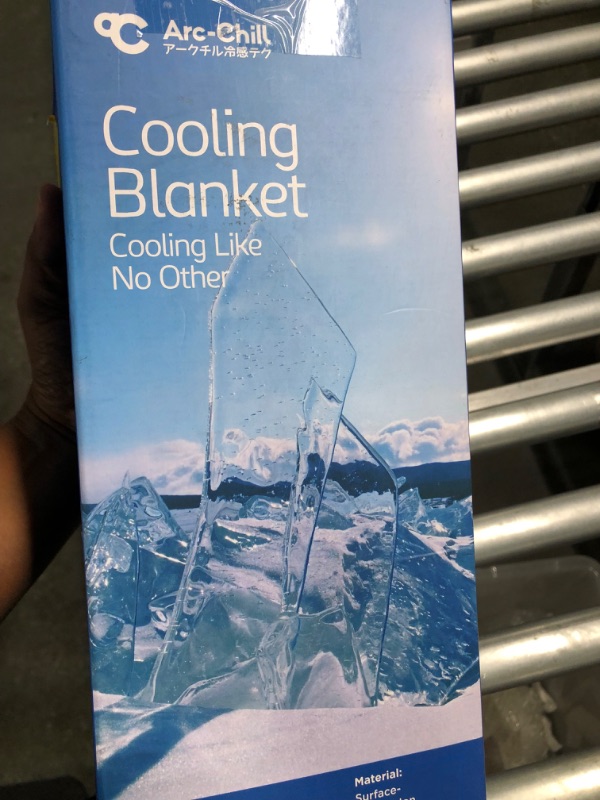 °C Arc-Chill
アークチル冷感テク
Cooling
Blanket
Cooling Like
No Other
Material:
Surface-